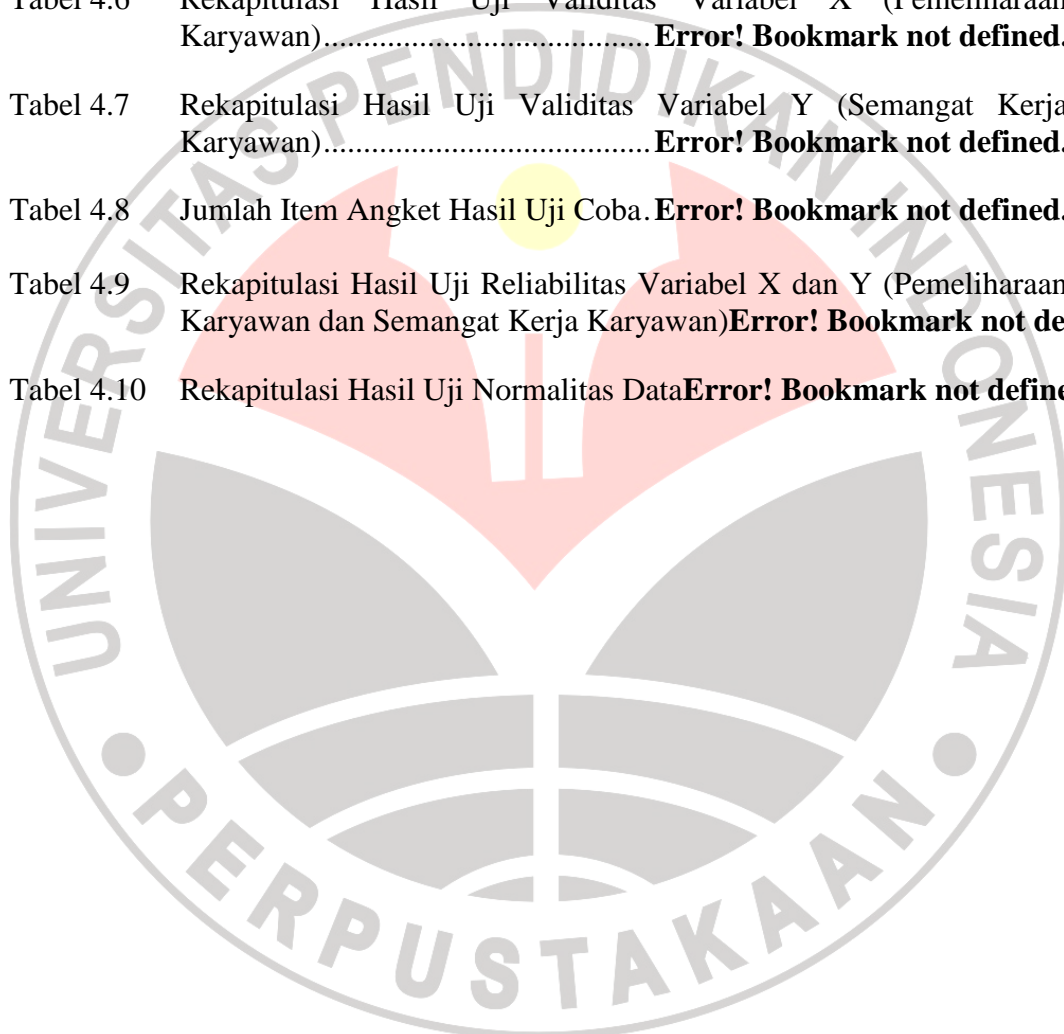 Tabel 4.6 Rekapitulasi Hasil Uji Validitas Variabel X (Pemeliharaan
Karyawan)........................................Error! Bookmark not defined.
Tabel 4.7 Rekapitulasi Hasil Uji Validitas Variabel Y (Semangat Kerja
Karyawan)........................................Error! Bookmark not defined.
Tabel 4.8 Jumlah Item Angket Hasil Uji Coba.Error! Bookmark not defined.
Tabel 4.9 Rekapitulasi Hasil Uji Reliabilitas Variabel X dan Y (Pemeliharaan
Karyawan dan Semangat Kerja Karyawan)Error! Bookmark not de
Tabel 4.10 Rekapitulasi Hasil Uji Normalitas DataError! Bookmark not define
UNIVERSITAS PENDIDIKAN INDONESIA
PERPUSTAKAAN